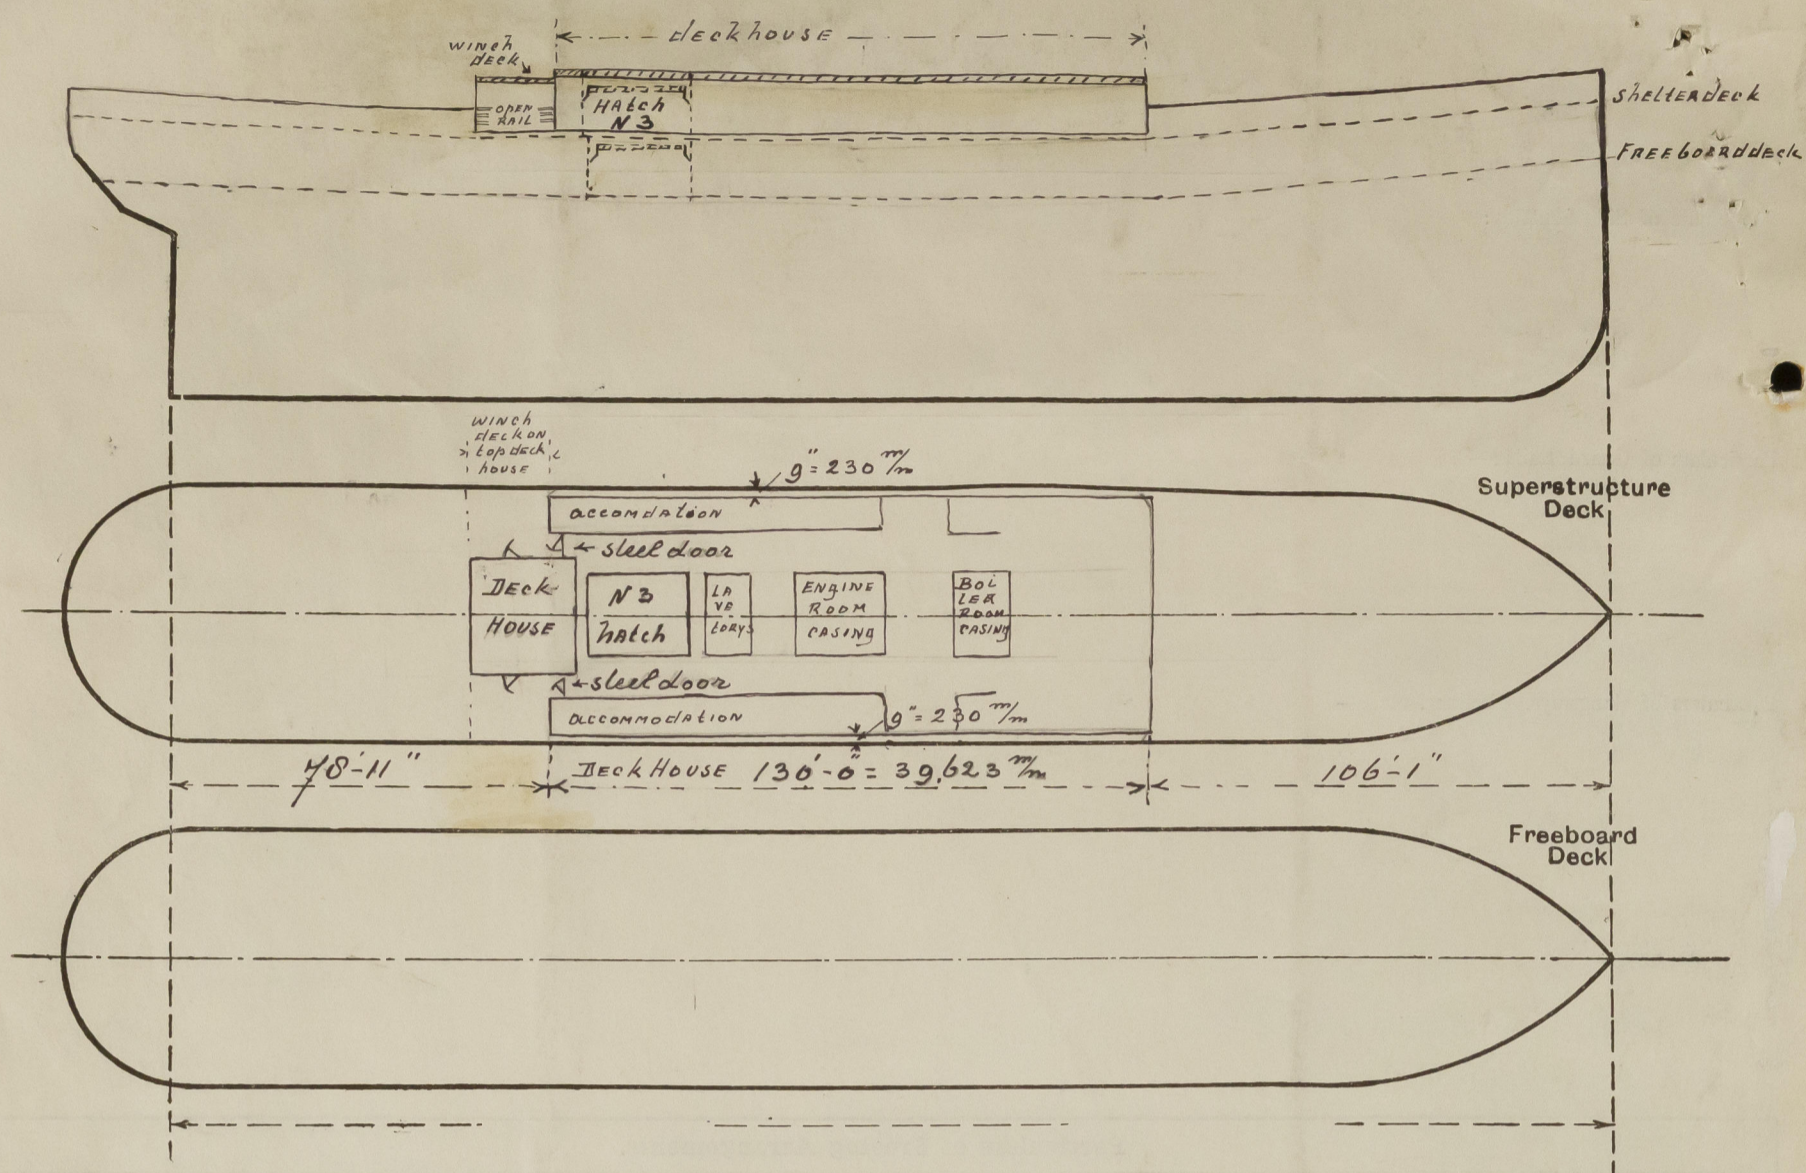 deckhouse
winch
deck
OPEN
RAIL
HAtch
N 3
shelterdeck
FREEboARDdEck
winch
deck on
top deck
house
9" = 230 m/m
Superstructure
Deck
accomdation
steel door
Deck
House
N 3
hAtch
LA
VE
torys
ENGINE
ROOM
CASING
Boi
LER
Room
CASING
steel door
accommodation
9" = 230 m/m
78'-11"
Deck House 130'-0" = 39,623 m/m
106'-1"
Freeboard
Deck